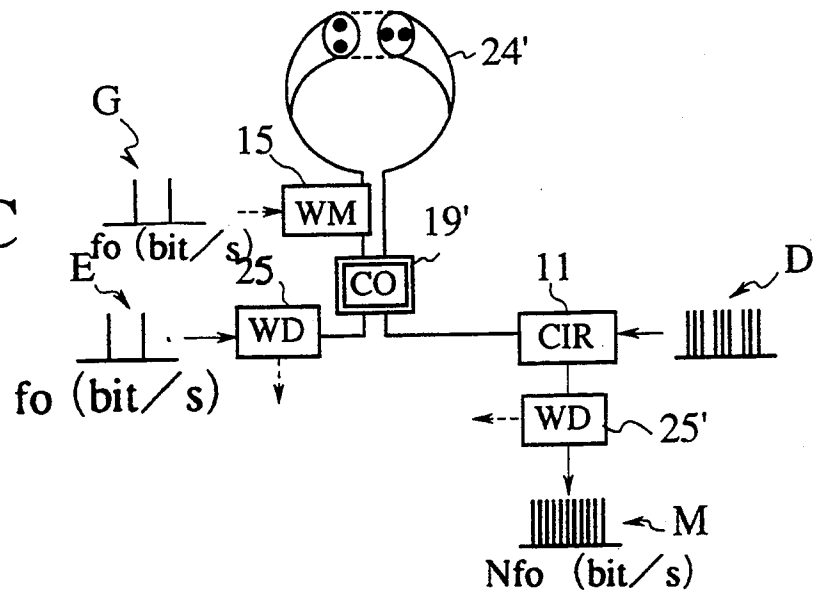 24'
G
15
WM
19'
C
fo (bit/s)
E
25
CO
11
D
WD
CIR
fo (bit/s)
WD
25'
M
Nfo (bit/s)